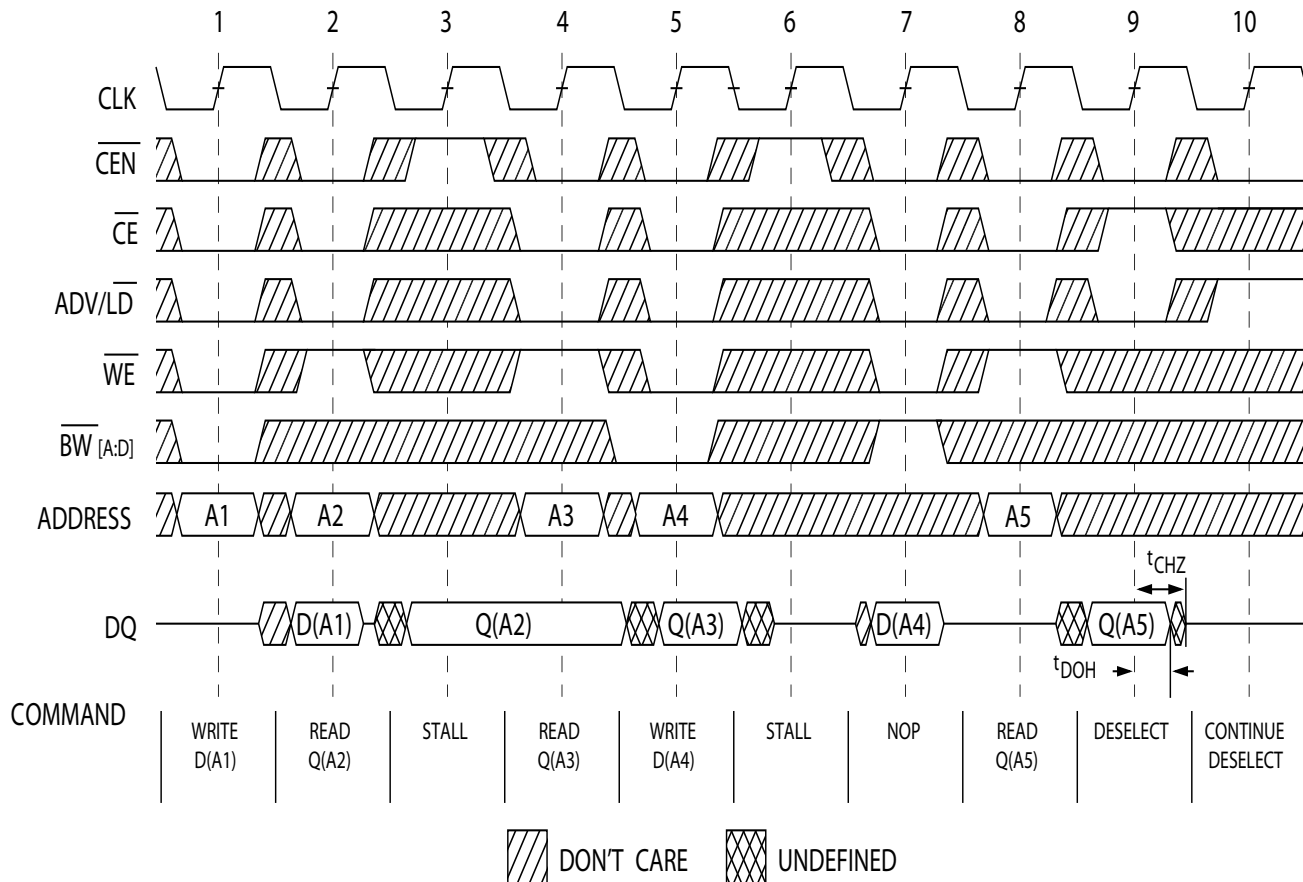 1 2 3 4 5 6 7 8 9 10
CLK
CEN
CE
ADV/LD
WE
BW [A:D]
ADDRESS A1 A2 A3 A4 A5
tCHZ
DQ D(A1) Q(A2) Q(A3) D(A4) Q(A5)
tDOH
COMMAND
WRITE READ STALL READ WRITE STALL NOP READ DESELECT CONTINUE
D(A1) Q(A2) Q(A3) D(A4) Q(A5) DESELECT
DON'T CARE UNDEFINED